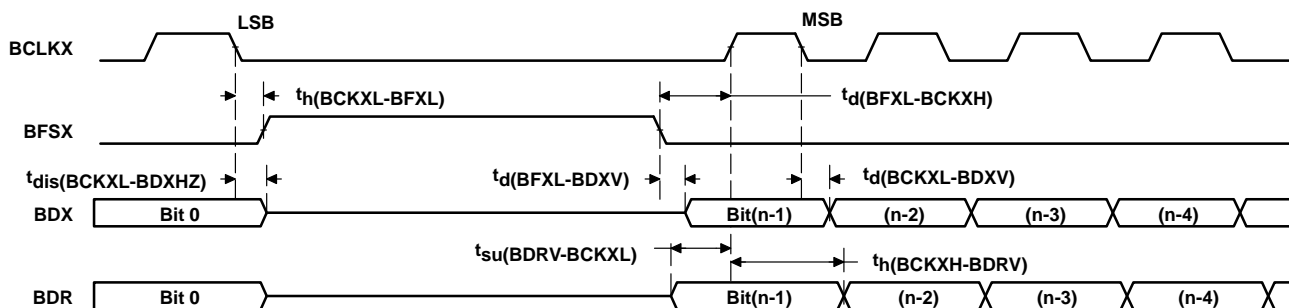 LSB MSB
BCLKX
th(BCKXL-BFXL) td(BFXL-BCKXH)
BFSX
tdis(BCKXL-BDXHZ) td(BFXL-BDXV) td(BCKXL-BDXV)
BDX Bit 0 Bit(n-1) (n-2) (n-3) (n-4)
tsu(BDRV-BCKXL) th(BCKXH-BDRV)
BDR Bit 0 Bit(n-1) (n-2) (n-3) (n-4)